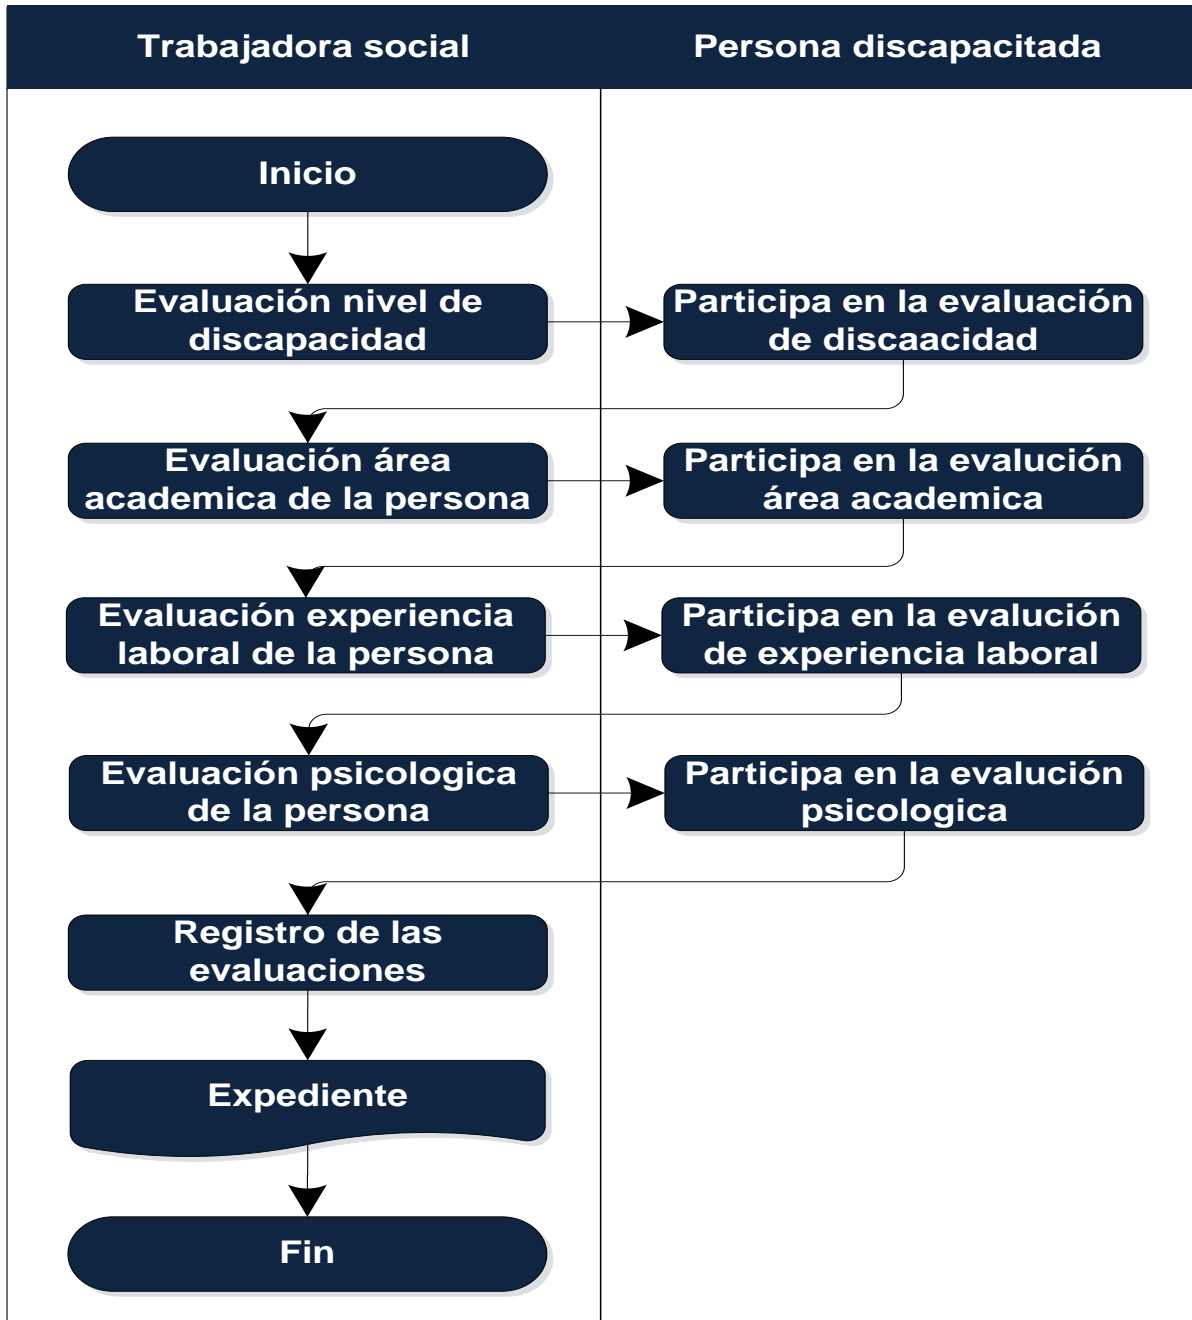 Trabajadora social
Persona discapacitada
Inicio
Evaluación nivel de
discapacidad
Participa en la evaluación
de discaacidad
Evaluación área
academica de la persona
Participa en la evalución
área academica
Evaluación experiencia
laboral de la persona
Participa en la evalución
de experiencia laboral
Evaluación psicologica
de la persona
Participa en la evalución
psicologica
Registro de las
evaluaciones
Expediente
Fin